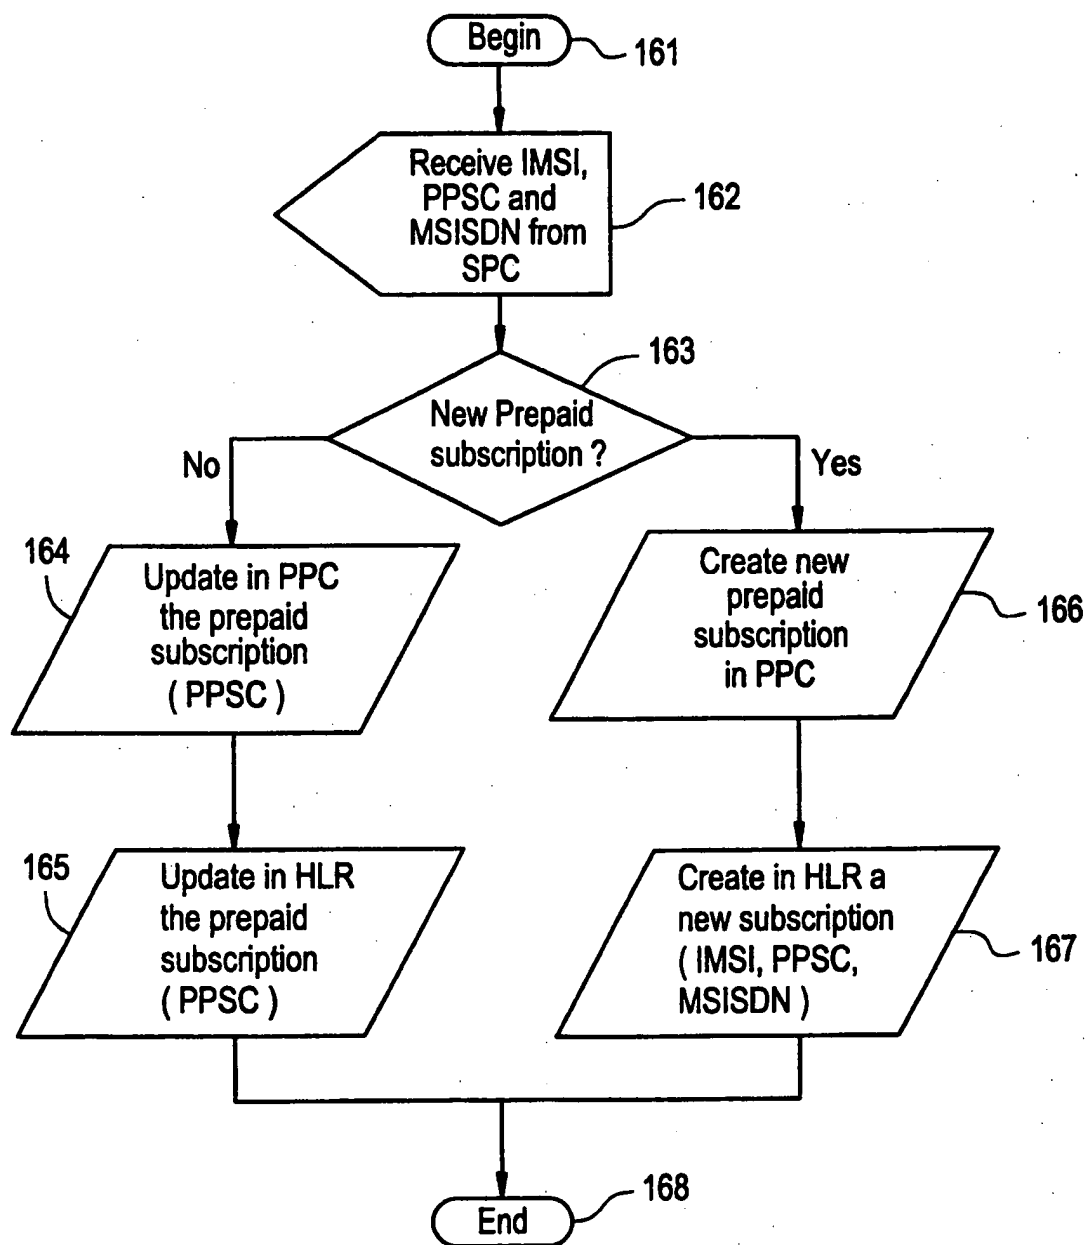 Begin
161
Receive IMSI,
PPSC and
MSISDN from
SPC
162
163
New Prepaid
subscription ?
No
Yes
164
Update in PPC
the prepaid
subscription
( PPSC )
Create new
prepaid
subscription
in PPC
166
165
Update in HLR
the prepaid
subscription
( PPSC )
Create in HLR a
new subscription
( IMSI, PPSC,
MSISDN )
167
168
End